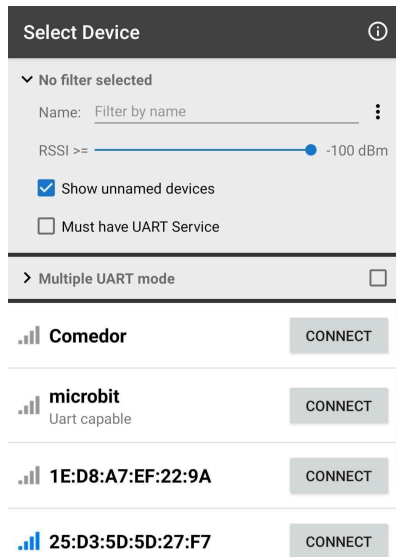 Select Device
No filter selected
Name: Filter by name
RSSI >= -100 dBm
Show unnamed devices
Must have UART Service
Multiple UART mode
Comedor CONNECT
microbit
Uart capable CONNECT
1E:D8:A7:EF:22:9A CONNECT
25:D3:5D:5D:27:F7 CONNECT